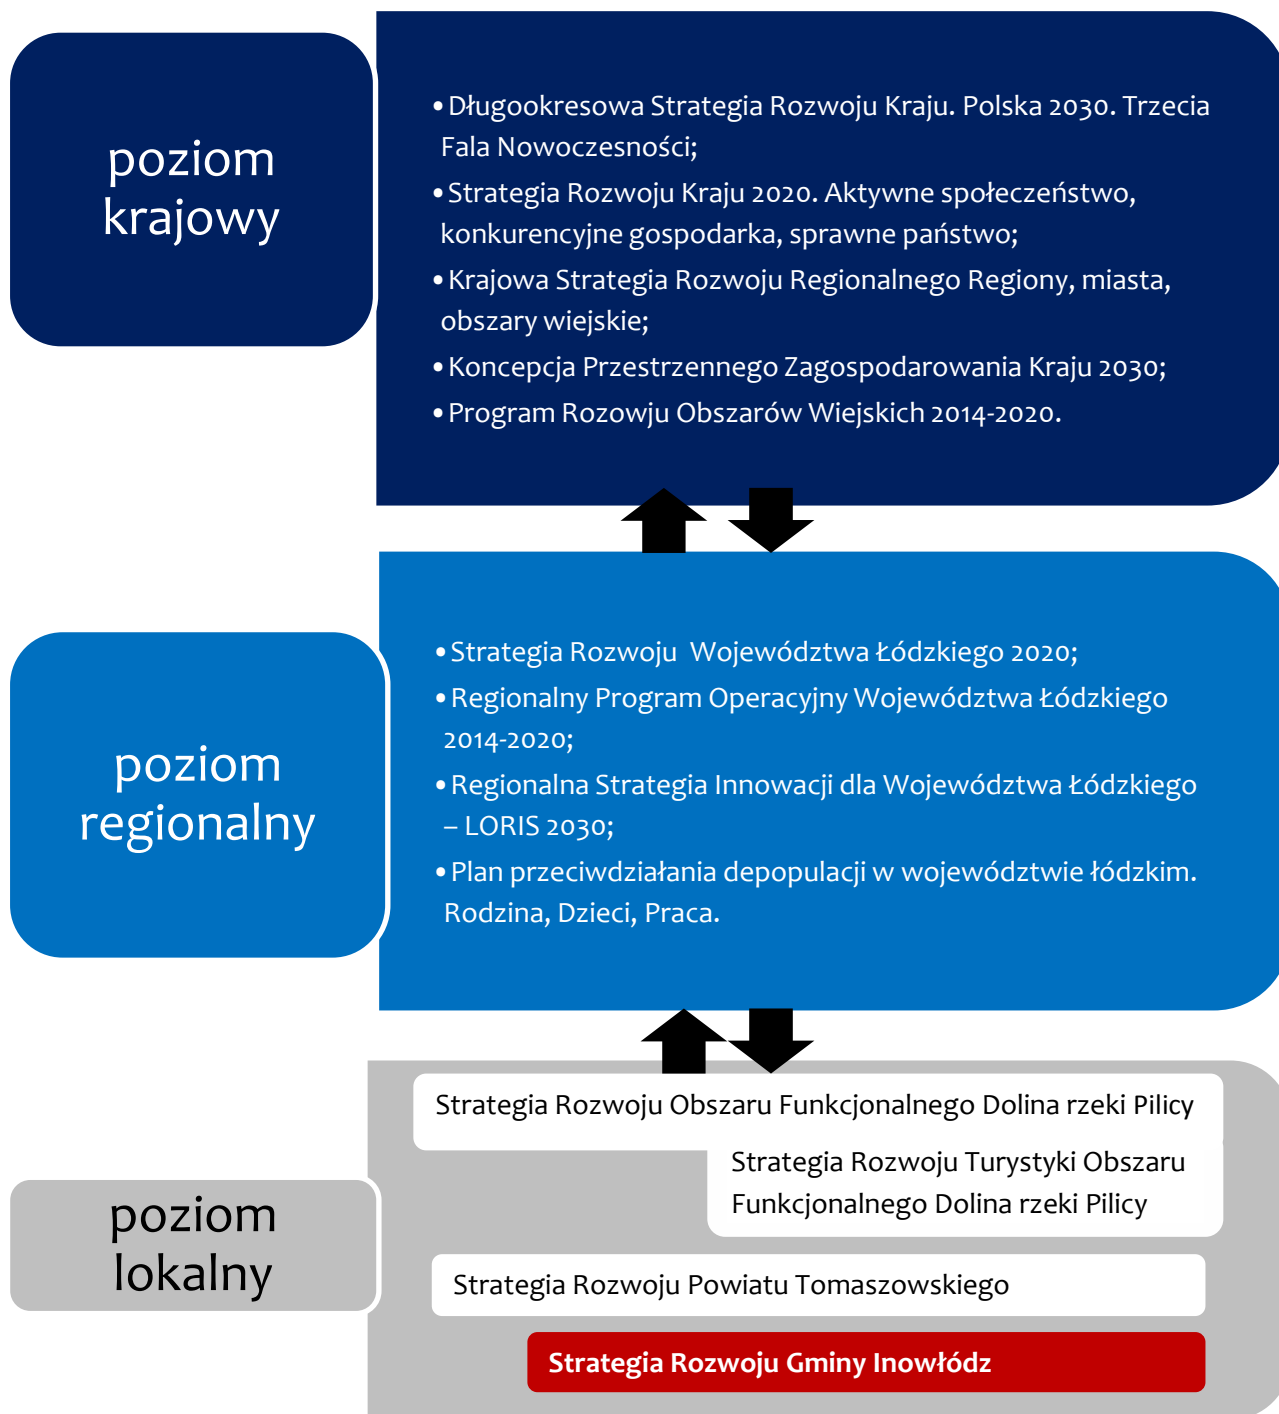 poziom
krajowy
•Długookresowa Strategia Rozwoju Kraju. Polska 2030. Trzecia
Fala Nowoczesności;
•Strategia Rozwoju Kraju 2020. Aktywne społeczeństwo,
konkurencyjne gospodarka, sprawne państwo;
•Krajowa Strategia Rozwoju Regionalnego Regiony, miasta,
obszary wiejskie;
•Koncepcja Przestrzennego Zagospodarowania Kraju 2030;
•Program Rozowju Obszarów Wiejskich 2014-2020.
poziom
regionalny
•Strategia Rozwoju  Województwa Łódzkiego 2020;
•Regionalny Program Operacyjny Województwa Łódzkiego
2014-2020;
•Regionalna Strategia Innowacji dla Województwa Łódzkiego
– LORIS 2030;
•Plan przeciwdziałania depopulacji w województwie łódzkim.
Rodzina, Dzieci, Praca.
poziom
lokalny
Strategia Rozwoju Obszaru Funkcjonalnego Dolina rzeki Pilicy
Strategia Rozwoju Turystyki Obszaru
Funkcjonalnego Dolina rzeki Pilicy
Strategia Rozwoju Powiatu Tomaszowskiego
Strategia Rozwoju Gminy Inowłódz